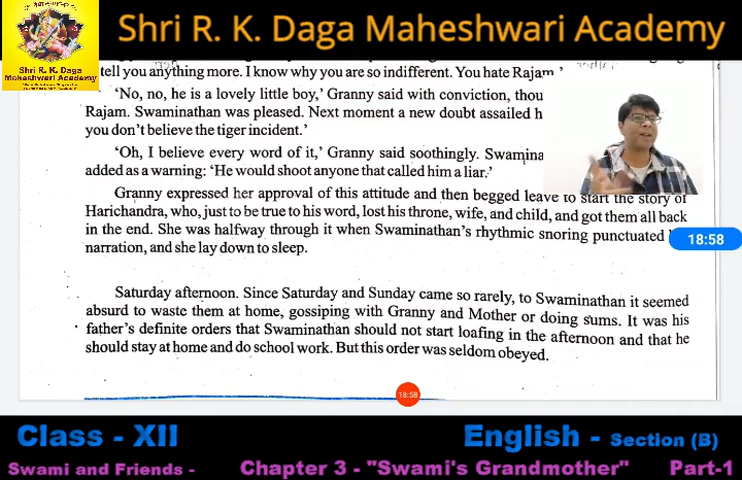 Shri R. K. Daga Maheshwari Academy
Shri R. K. Daga
Maheshwari Academy
tell you anything more. I know why you are so indifferent. You hate Rajam.'
'No, no, he is a lovely little boy,' Granny said with conviction, thou
Rajam. Swaminathan was pleased. Next moment a new doubt assailed h
you don't believe the tiger incident.'
'Oh, I believe every word of it,' Granny said soothingly. Swamina
added as a warning: 'He would shoot anyone that called him a liar.'
Granny expressed her approval of this attitude and then begged leave to start the story of
Harichandra, who, just to be true to his word, lost his throne, wife, and child, and got them all back
in the end. She was halfway through it when Swaminathan's rhythmic snoring punctuated
narration, and she lay down to sleep.
18:58
Saturday afternoon. Since Saturday and Sunday came so rarely, to Swaminathan it seemed
absurd to waste them at home, gossiping with Granny and Mother or doing sums. It was his
father's definite orders that Swaminathan should not start loafing in the afternoon and that he
should stay at home and do school work. But this order was seldom obeyed.
18:58
Class - XII English - Section (B)
Swami and Friends - Chapter 3 - "Swami's Grandmother" Part-1